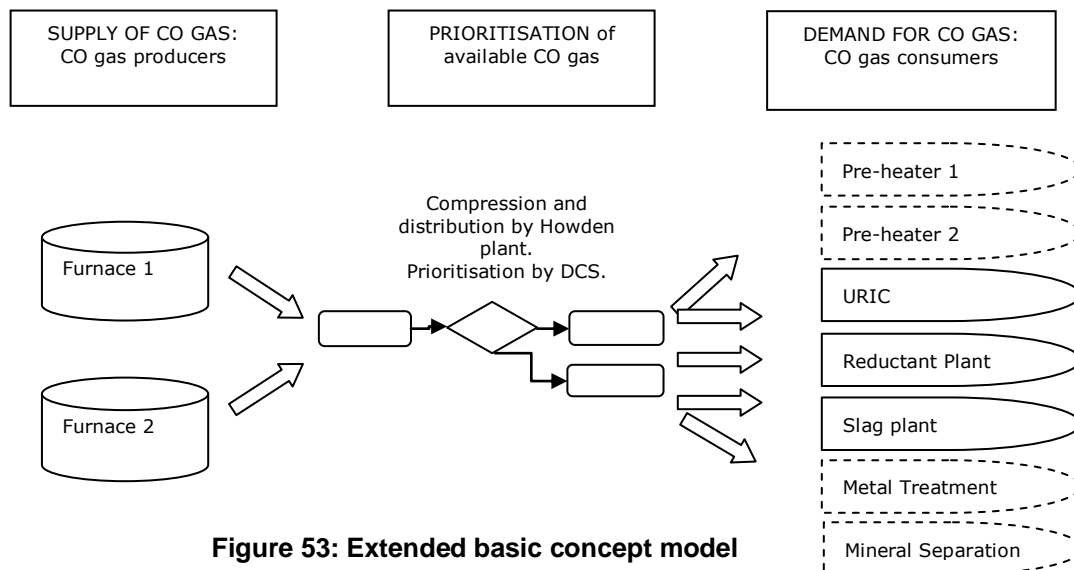 SUPPLY OF CO GAS:
CO gas producers
PRIORITISATION of
available CO gas
DEMAND FOR CO GAS:
CO gas consumers
Furnace 1
Furnace 2
Compression and
distribution by Howden
plant.
Prioritisation by DCS.
Pre-heater 1
Pre-heater 2
URIC
Reductant Plant
Slag plant
Metal Treatment
Mineral Separation
Figure 53: Extended basic concept model